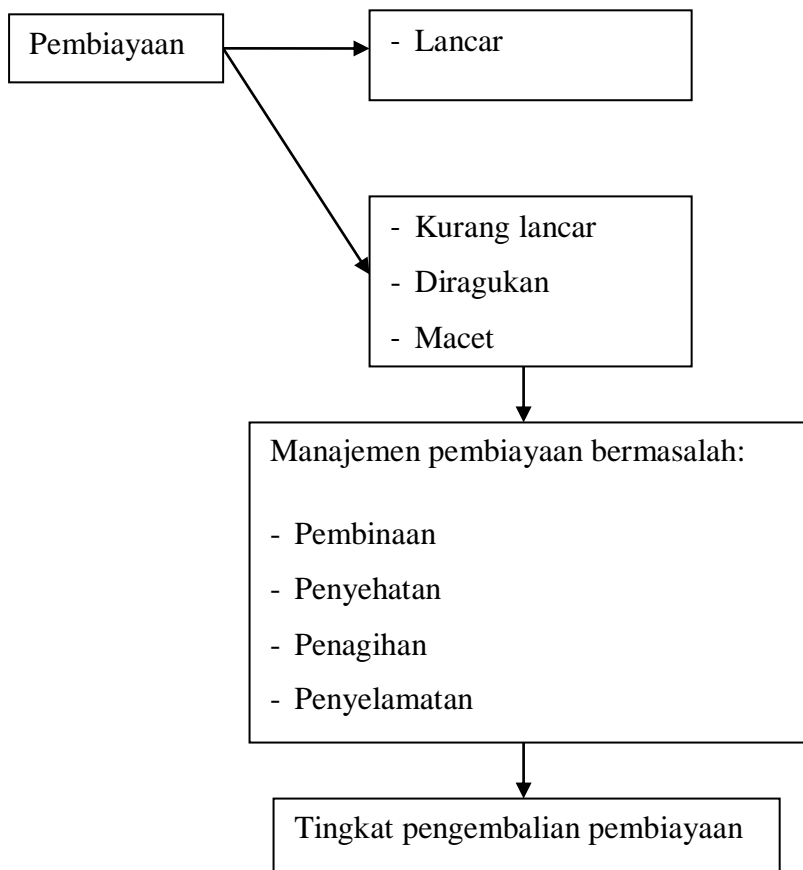 Pembiayaan
- Lancar
- Kurang lancar
- Diragukan
- Macet
Manajemen pembiayaan bermasalah:
- Pembinaan
- Penyehatan
- Penagihan
- Penyelamatan
Tingkat pengembalian pembiayaan